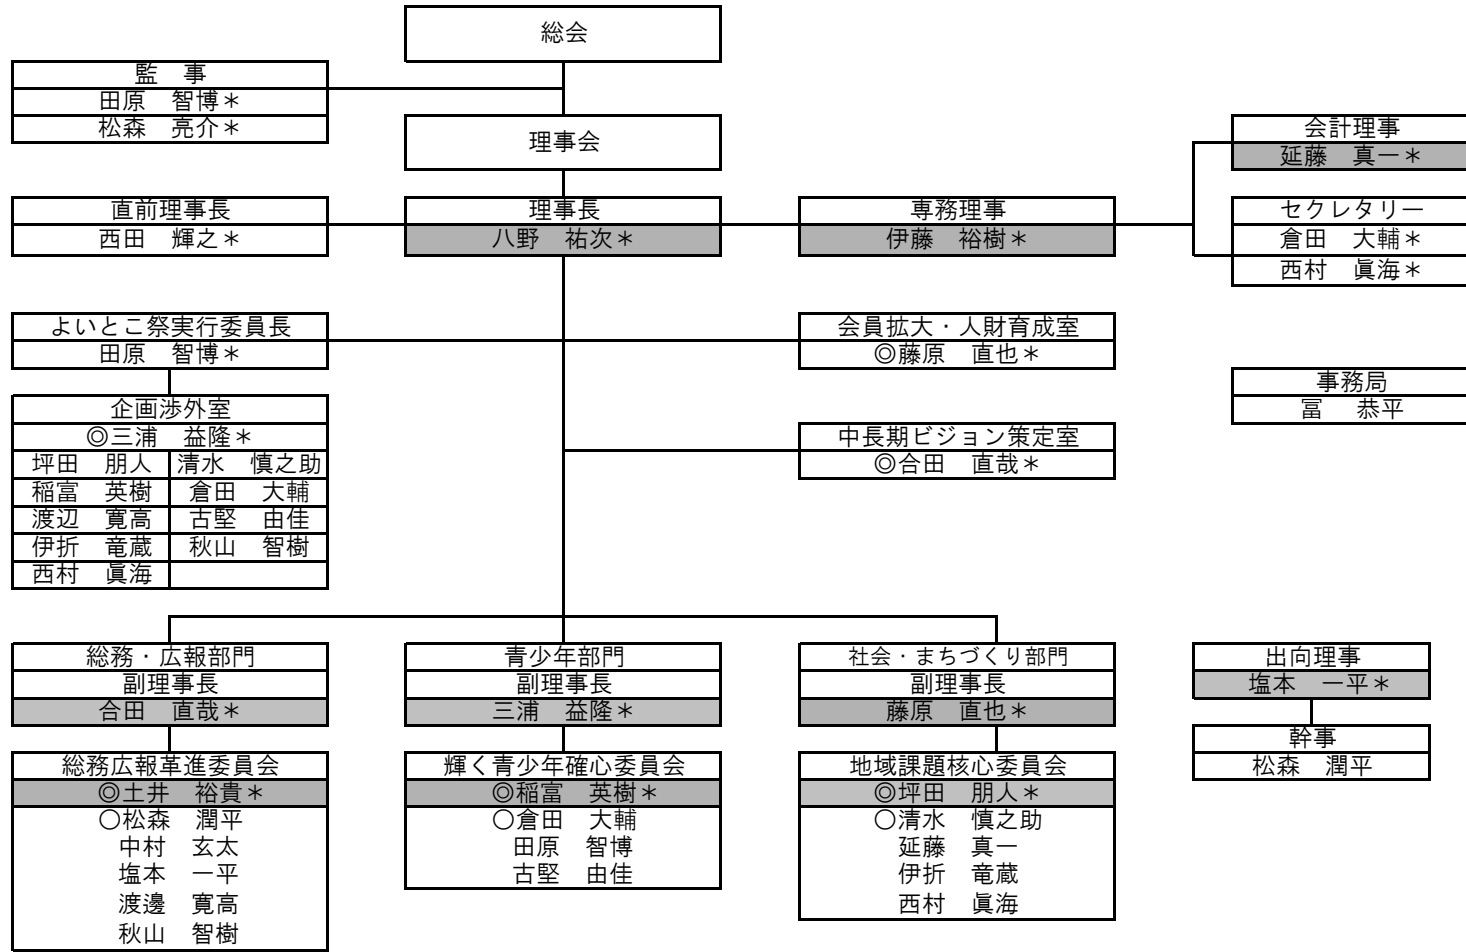 総会
監　事
田原　智博＊
松森　亮介＊
理事会
会計理事
延藤　真一＊
直前理事長
西田　輝之＊
理事長
八野　祐次＊
専務理事
伊藤　裕樹＊
セクレタリー
倉田　大輔＊
西村　眞海＊
よいとこ祭実行委員長
田原　智博＊
会員拡大・人財育成室
◎藤原　直也＊
事務局
冨　恭平
企画渉外室
◎三浦　益隆＊
坪田　朋人　清水　慎之助
稲富　英樹　倉田　大輔
渡辺　寛高　古堅　由佳
伊折　竜蔵　秋山　智樹
西村　眞海
中長期ビジョン策定室
◎合田　直哉＊
総務・広報部門
副理事長
合田　直哉＊
青少年部門
副理事長
三浦　益隆＊
社会・まちづくり部門
副理事長
藤原　直也＊
出向理事
塩本　一平＊
幹事
松森　潤平
総務広報革進委員会
◎土井　裕貴＊
〇松森　潤平
中村　玄太
塩本　一平
渡邊　寛高
秋山　智樹
輝く青少年確心委員会
◎稲富　英樹＊
〇倉田　大輔
田原　智博
古堅　由佳
地域課題核心委員会
◎坪田　朋人＊
〇清水　慎之助
延藤　真一
伊折　竜蔵
西村　眞海